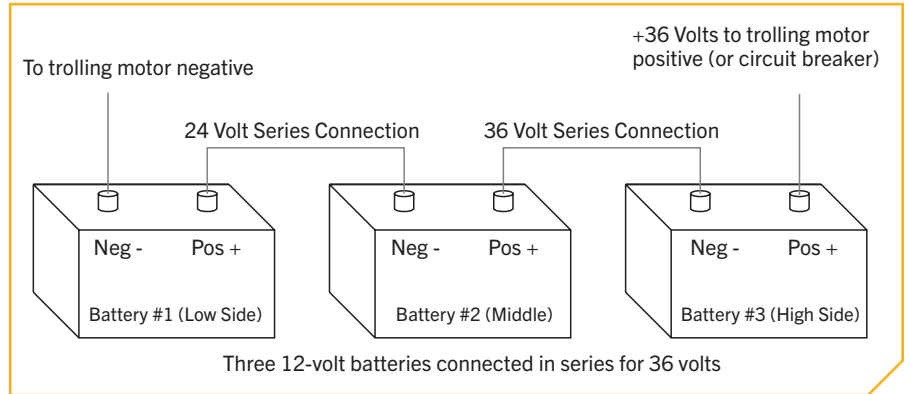 +36 Volts to trolling motor
positive (or circuit breaker)
To trolling motor negative
24 Volt Series Connection
36 Volt Series Connection
Neg -
Pos +
Neg -
Pos +
Neg -
Pos +
Battery #1 (Low Side)
Battery #2 (Middle)
Battery #3 (High Side)
Three 12-volt batteries connected in series for 36 volts